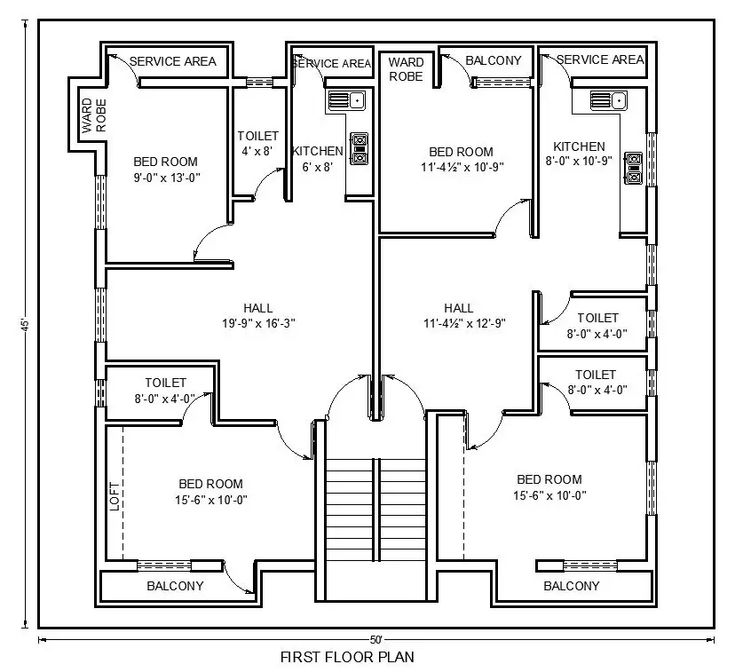 SERVICE AREA
SERVICE AREA
WARD
ROBE
BALCONY
SERVICE AREA
WARD
ROBE
BED ROOM
9'-0" x 13'-0"
TOILET
4' x 8'
KITCHEN
6' x 8'
BED ROOM
11'-4½" x 10'-9"
KITCHEN
8'-0" x 10'-9"
HALL
19'-9" x 16'-3"
HALL
11'-4½" x 12'-9"
TOILET
8'-0" x 4'-0"
TOILET
8'-0" x 4'-0"
TOILET
8'-0" x 4'-0"
45'
LOFT
BED ROOM
15'-6" x 10'-0"
BED ROOM
15'-6" x 10'-0"
BALCONY
BALCONY
50'
FIRST FLOOR PLAN